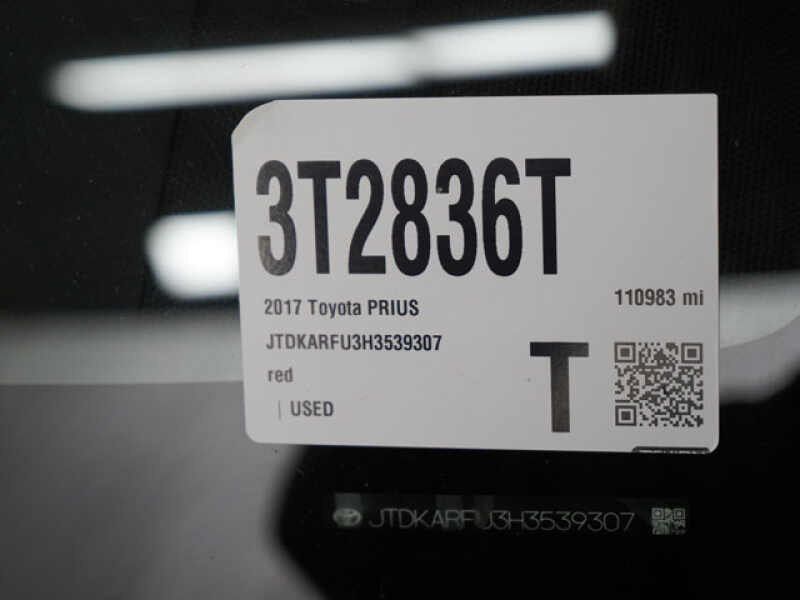 3T2836T
2017 Toyota PRIUS
110983 mi
JTDKARFU3H3539307
red
| USED
T
JTDKARFU3H3539307